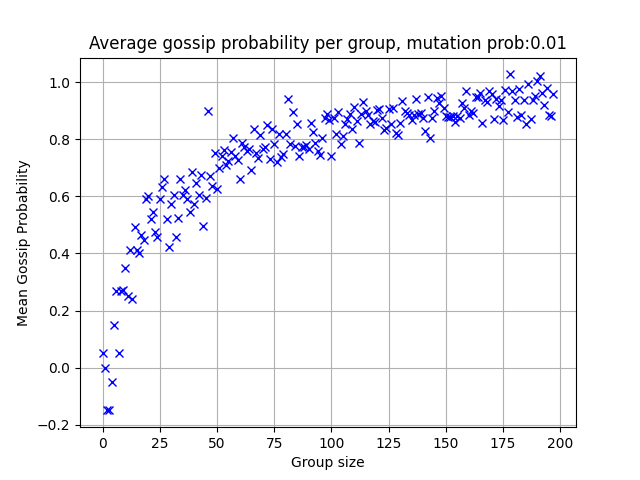 Average gossip probability per group, mutation prob:0.01
1.0
0.8
0.6
0.4
0.2
0.0
−0.2
Mean Gossip Probability
0 25 50 75 100 125 150 175 200
Group size